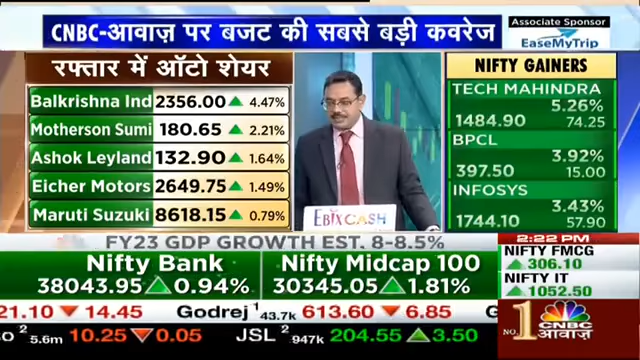 CNBC-आवाज़ पर बजट की सबसे बड़ी कवरेज
Associate Sponsor
EaseMyTrip
रफ्तार में ऑटो शेयर
Balkrishna Ind 2356.00 ▲ 4.47%
Motherson Sumi 180.65 ▲ 2.21%
Ashok Leyland 132.90 ▲ 1.64%
Eicher Motors 2649.75 ▲ 1.49%
Maruti Suzuki 8618.15 ▲ 0.79%
EBIXCASH
NIFTY GAINERS
TECH MAHINDRA
5.26%
1484.90 74.25
BPCL
3.92%
397.50 15.00
INFOSYS
3.43%
1744.10 57.90
FY23 GDP GROWTH EST. 8-8.5%
Nifty Bank
38043.95 ▲ 0.94%
Nifty Midcap 100
30345.05 ▲ 1.81%
2:22 PM
NIFTY FMCG
▲ 306.10
NIFTY IT
▲ 1052.50
21.10 ▼ 14.45 Godrej J 43.7k 613.60 ▼ 6.85
2 5.6m 10.25 ▼ 0.05 JSL 2 947k 204.55 ▲ 3.50
NO.1 CNBC आवाज़